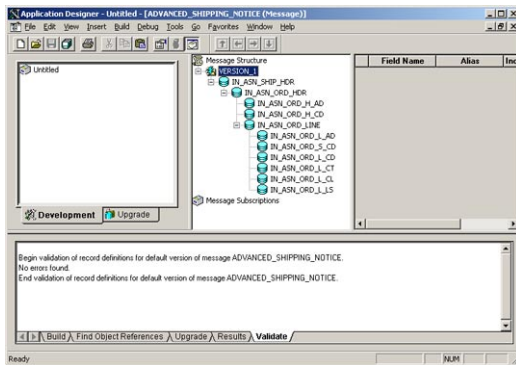 Application Designer - Untitled - [ADVANCED_SHIPPING_NOTICE (Message)]
File Edit View Insert Build Debug Tools Go Favorites Window Help
Untitled
Development
Upgrade
Message Structure
VERSION_1
IN_ASN_SHIP_HDR
IN_ASN_ORD_HDR
IN_ASN_ORD_H_AD
IN_ASN_ORD_H_CD
IN_ASN_ORD_LINE
IN_ASN_ORD_L_AD
IN_ASN_ORD_S_CD
IN_ASN_ORD_L_CD
IN_ASN_ORD_L_CT
IN_ASN_ORD_L_CL
IN_ASN_ORD_L_LS
Message Subscriptions
Field Name Alias Inc
Begin validation of record definitions for default version of message ADVANCED_SHIPPING_NOTICE.
No errors found.
End validation of record definitions for default version of message ADVANCED_SHIPPING_NOTICE.
Build Find Object References Upgrade Results Validate
Ready NUM